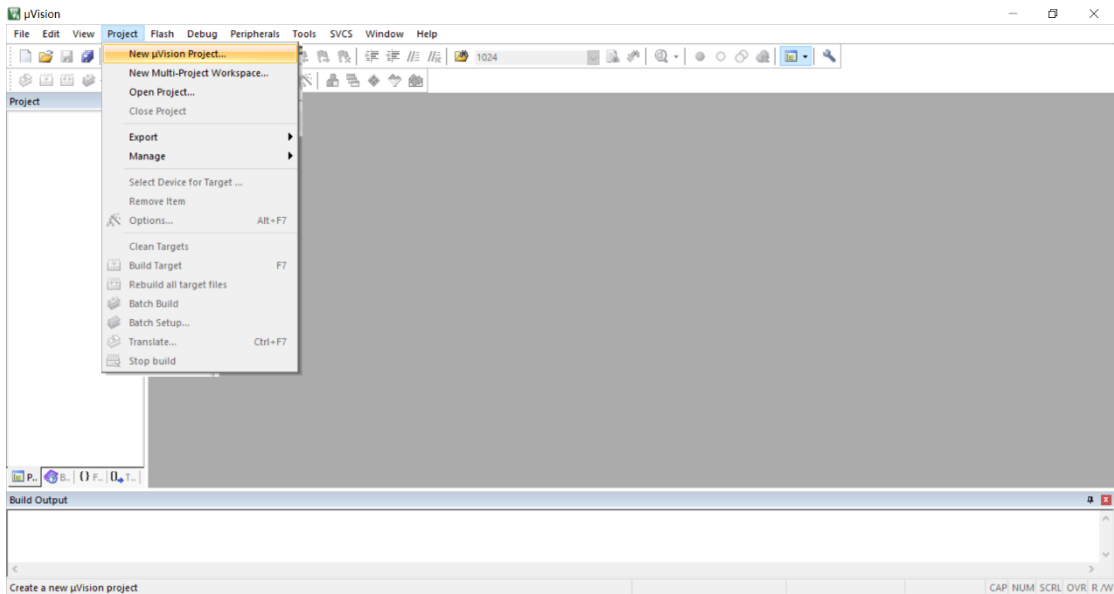 µVision
File Edit View Project Flash Debug Peripherals Tools SVCS Window Help
New µVision Project...
1024
New Multi-Project Workspace...
Project
Open Project...
Close Project
Export
Manage
Select Device for Target ...
Remove Item
Options... Alt+F7
Clean Targets
Build Target F7
Rebuild all target files
Batch Build
Batch Setup...
Translate... Ctrl+F7
Stop build
P... B... {} F... 0 T...
Build Output
Create a new µVision project CAP NUM SCRL OVR R/W